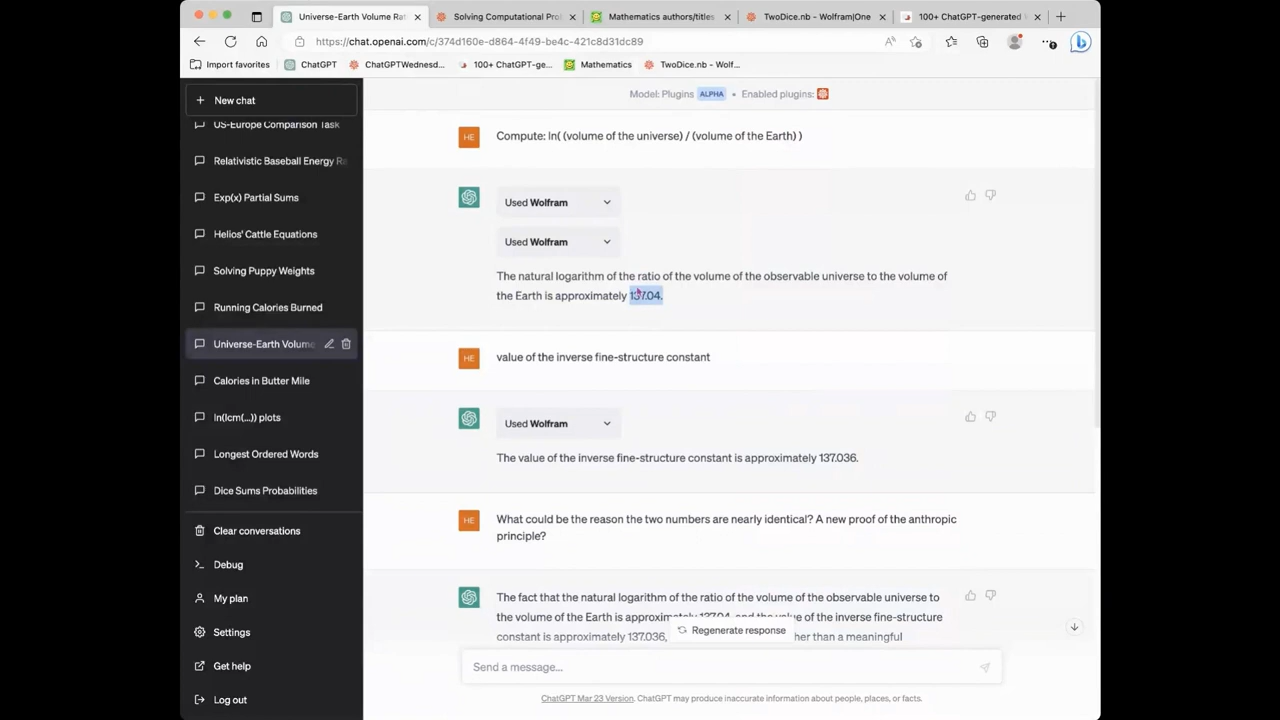 Universe-Earth Volume Rat
Solving Computational Pro
Mathematics authors/titles
TwoDice.nb - Wolfram|One
100+ ChatGPT-generated
https://chat.openai.com/c/374d160e-d864-4f49-be4c-421c8d31dc89
Import favorites
ChatGPT
ChatGPTWednesd...
100+ ChatGPT-ge...
Mathematics
TwoDice.nb - Wolf...
New chat
US-Europe Comparison Task
Relativistic Baseball Energy Ra
Exp(x) Partial Sums
Helios' Cattle Equations
Solving Puppy Weights
Running Calories Burned
Universe-Earth Volume
Calories in Butter Mile
ln(lcm(...)) plots
Longest Ordered Words
Dice Sums Probabilities
Clear conversations
Debug
My plan
Settings
Get help
Log out
Model: Plugins ALPHA • Enabled plugins:
HE
Compute: ln( (volume of the universe) / (volume of the Earth) )
Used Wolfram
Used Wolfram
The natural logarithm of the ratio of the volume of the observable universe to the volume of
the Earth is approximately 137.04.
HE
value of the inverse fine-structure constant
Used Wolfram
The value of the inverse fine-structure constant is approximately 137.036.
HE
What could be the reason the two numbers are nearly identical? A new proof of the anthropic
principle?
The fact that the natural logarithm of the ratio of the volume of the observable universe to
the volume of the Earth is approximately 137.04, and the value of the inverse fine-structure
constant is approximately 137.036, her than a meaningful
Regenerate response
Send a message...
ChatGPT Mar 23 Version. ChatGPT may produce inaccurate information about people, places, or facts.